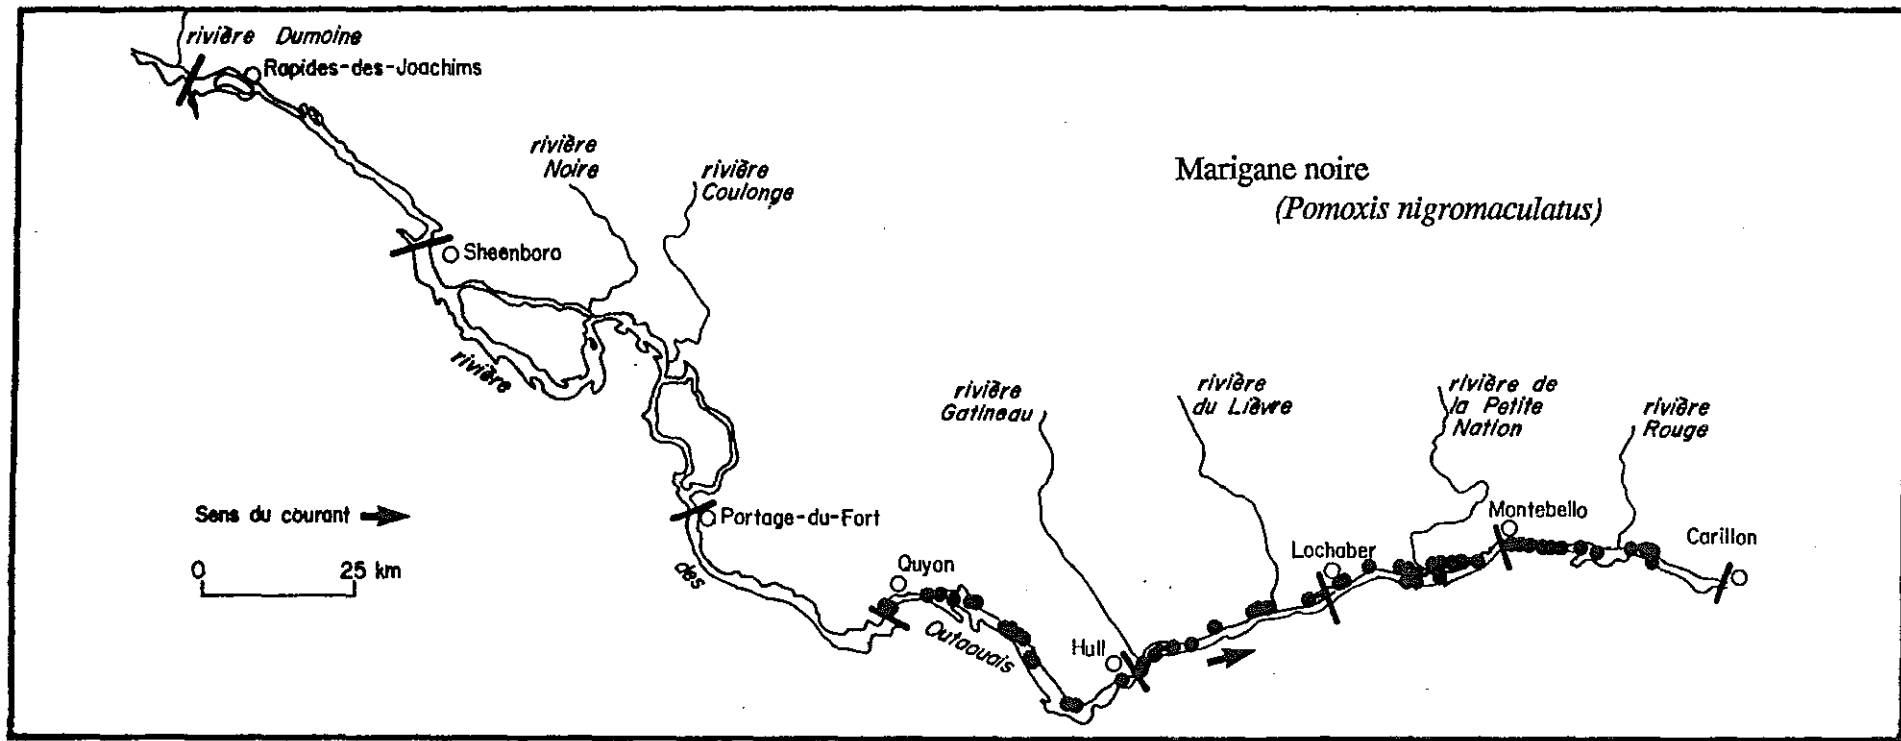 rivière Dumoine
Rapides-des-Joachims
rivière
Noire
rivière
Coulonge
Marigane noire
(Pomoxis nigromaculatus)
Sheenboro
rivière
rivière
Gatineau
rivière
du Lièvre
rivière de
la Petite
Nation
rivière
Rouge
Sens du courant
Portage-du-Fort
0 25 km
des
Quyon
Outaouais
Hull
Lochaber
Montebello
Carillon